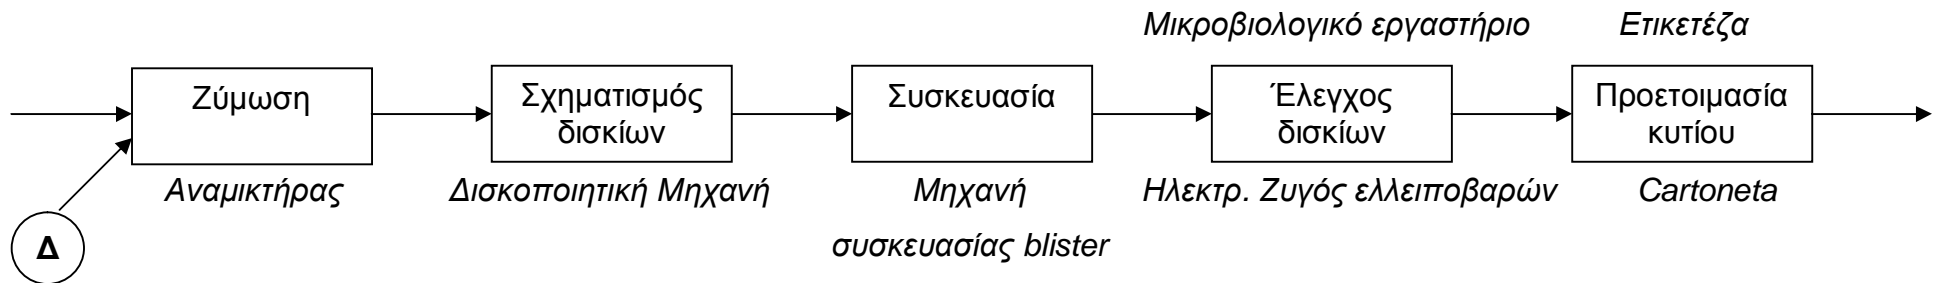 Μικροβιολογικό εργαστήριο Ετικετέζα
Ζύμωση
Σχηματισμός
δισκίων
Συσκευασία
Έλεγχος
δισκίων
Προετοιμασία
κυτίου
Αναμικτήρας
Δισκοποιητική Μηχανή
Μηχανή
συσκευασίας blister
Ηλεκτρ. Ζυγός ελλειποβαρών
Cartoneta
Δ